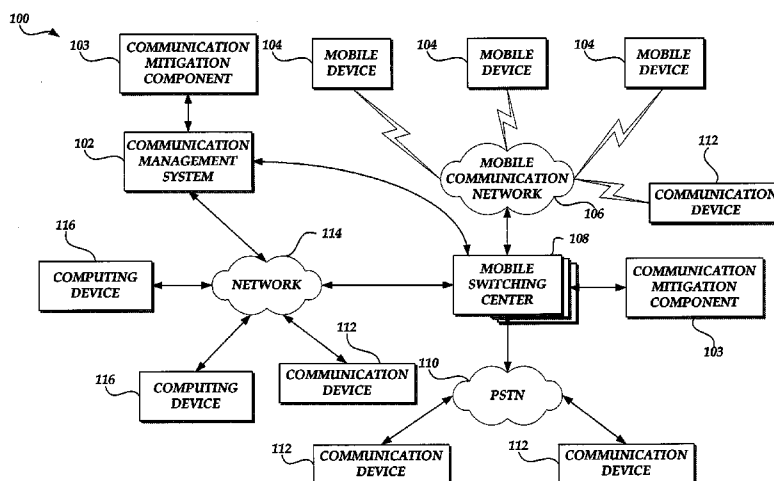 100
103
COMMUNICATION
MITIGATION
COMPONENT
104
MOBILE
DEVICE
104
MOBILE
DEVICE
104
MOBILE
DEVICE
102
COMMUNICATION
MANAGEMENT
SYSTEM
MOBILE
COMMUNICATION
NETWORK
106
112
COMMUNICATION
DEVICE
116
COMPUTING
DEVICE
114
NETWORK
108
MOBILE
SWITCHING
CENTER
COMMUNICATION
MITIGATION
COMPONENT
103
116
COMPUTING
DEVICE
112
COMMUNICATION
DEVICE
110
PSTN
112
COMMUNICATION
DEVICE
112
COMMUNICATION
DEVICE